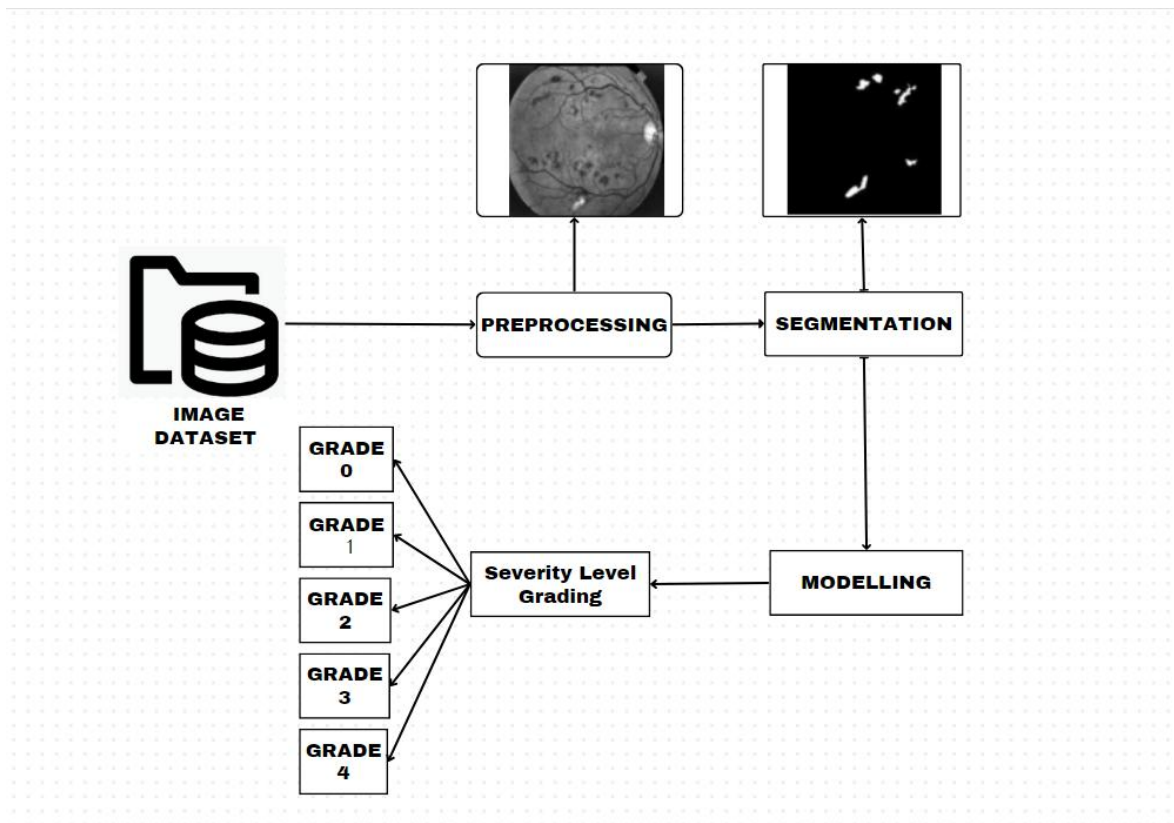 PREPROCESSING
SEGMENTATION
IMAGE
DATASET
GRADE
0
GRADE
1
GRADE
2
GRADE
3
GRADE
4
Severity Level
Grading
MODELLING